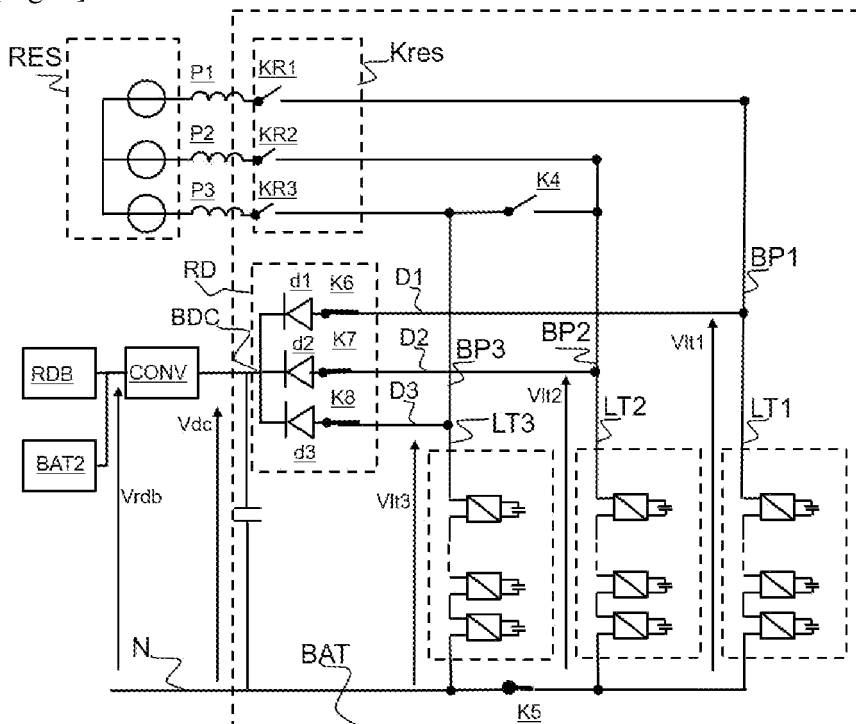 RES
P1
KR1
Kres
P2
KR2
P3
KR3
K4
RD
BDC
d1
K6
D1
BP1
d2
K7
D2
BP2
BP3
Vlt1
RDB
CONV
K8
D3
Vlt2
LT2
LT1
Vdc
d3
LT3
BAT2
Vrdb
Vlt3
N
BAT
K5